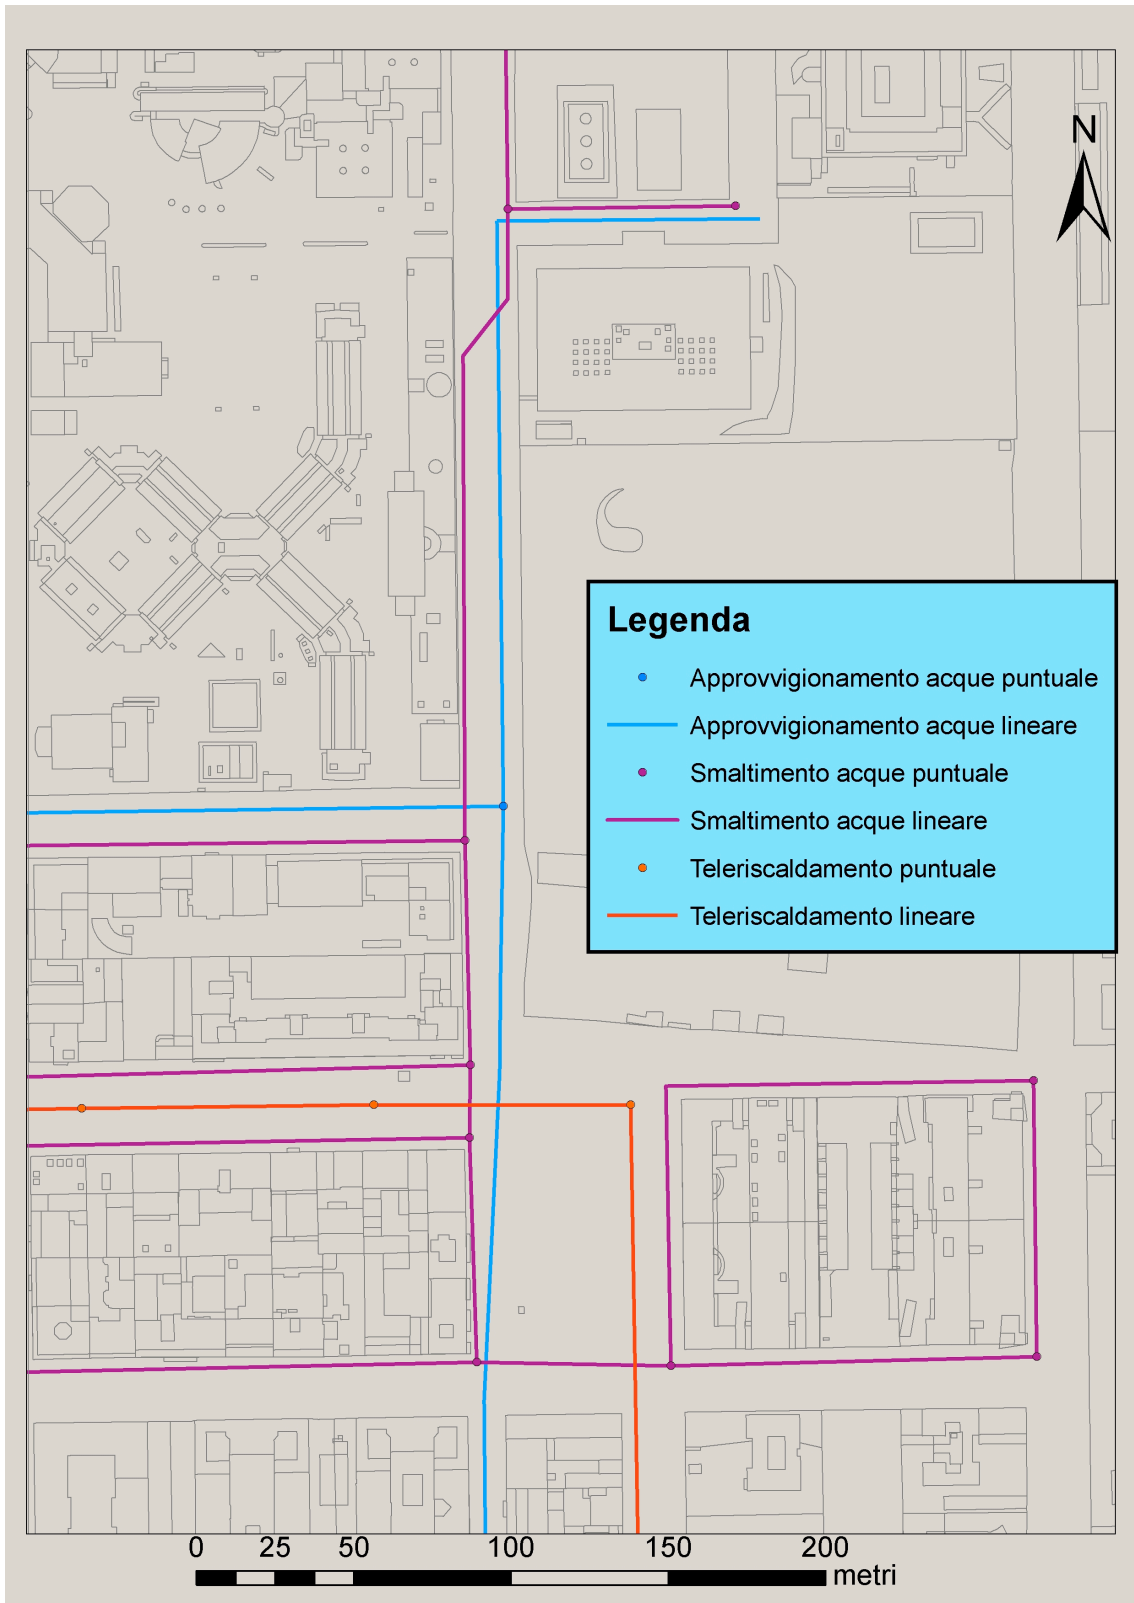 N
Legenda
Approvvigionamento acque puntuale
Approvvigionamento acque lineare
Smaltimento acque puntuale
Smaltimento acque lineare
Teleriscaldamento puntuale
Teleriscaldamento lineare
0 25 50 100 150 200
metri